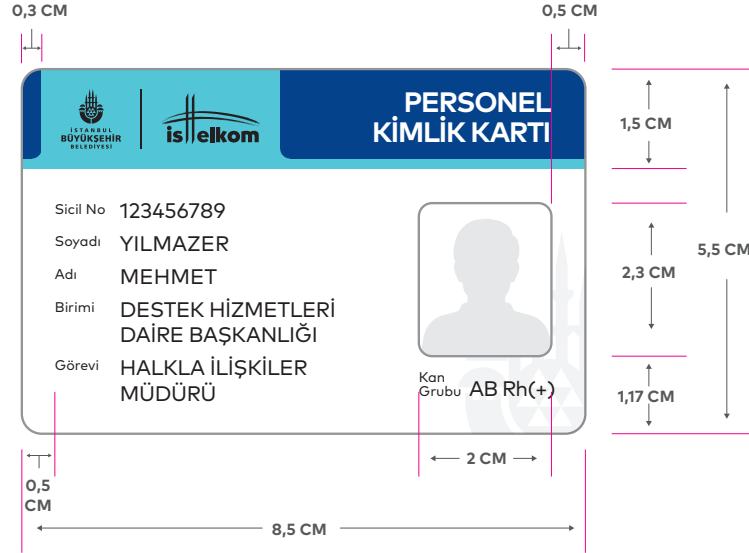 0,3 CM
0,5 CM
İSTANBUL
BÜYÜKŞEHİR
BELEDİYESİ
isttelkom
PERSONEL
KİMLİK KARTI
1,5 CM
Sicil No 123456789
Soyadı YILMAZER
Adı MEHMET
Birimi DESTEK HİZMETLERİ
DAİRE BAŞKANLIĞI
Görevi HALKLA İLİŞKİLER
MÜDÜRÜ
Kan
Grubu AB Rh(+)
2,3 CM
5,5 CM
1,17 CM
2 CM
0,5
CM
8,5 CM